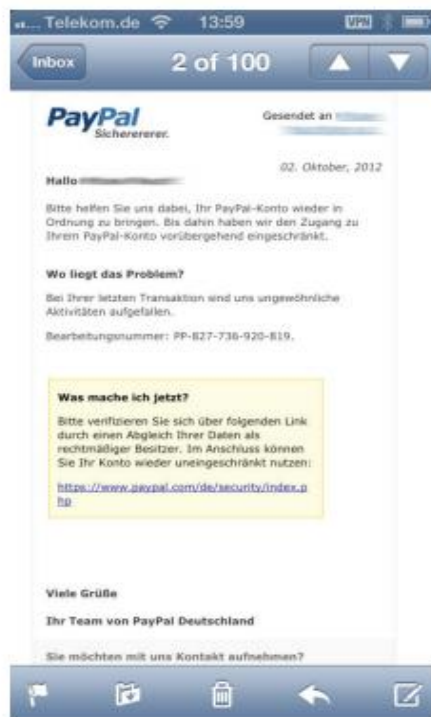 Telekom.de 13:59 VPN
Inbox
2 of 100
PayPal
Sichererer.
Gesendet an
02. Oktober, 2012
Hallo
Bitte helfen Sie uns dabei, Ihr PayPal-Konto wieder in
Ordnung zu bringen. Bis dahin haben wir den Zugang zu
Ihrem PayPal-Konto vorübergehend eingeschränkt.
Wo liegt das Problem?
Bei Ihrer letzten Transaktion sind uns ungewöhnliche
Aktivitäten aufgefallen.
Bearbeitungsnummer: PP-827-736-920-819.
Was mache ich jetzt?
Bitte verifizieren Sie sich über folgenden Link
durch einen Abgleich Ihrer Daten als
rechtmäßiger Besitzer. Im Anschluss können
Sie Ihr Konto wieder uneingeschränkt nutzen:
https://www.paypal.com/de/security/index.p
hp
Viele Grüße
Ihr Team von PayPal Deutschland
Sie möchten mit uns Kontakt aufnehmen?